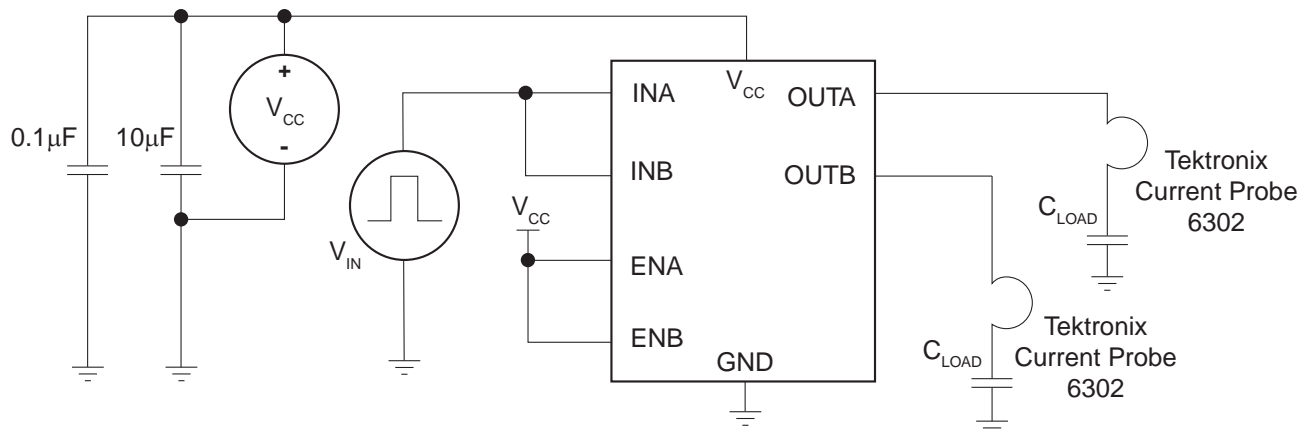 0.1μF
10μF
+
V_CC
-
V_IN
V_CC
INA
INB
ENA
ENB
V_CC
OUTA
OUTB
GND
C_LOAD
Tektronix
Current Probe
6302
C_LOAD
Tektronix
Current Probe
6302